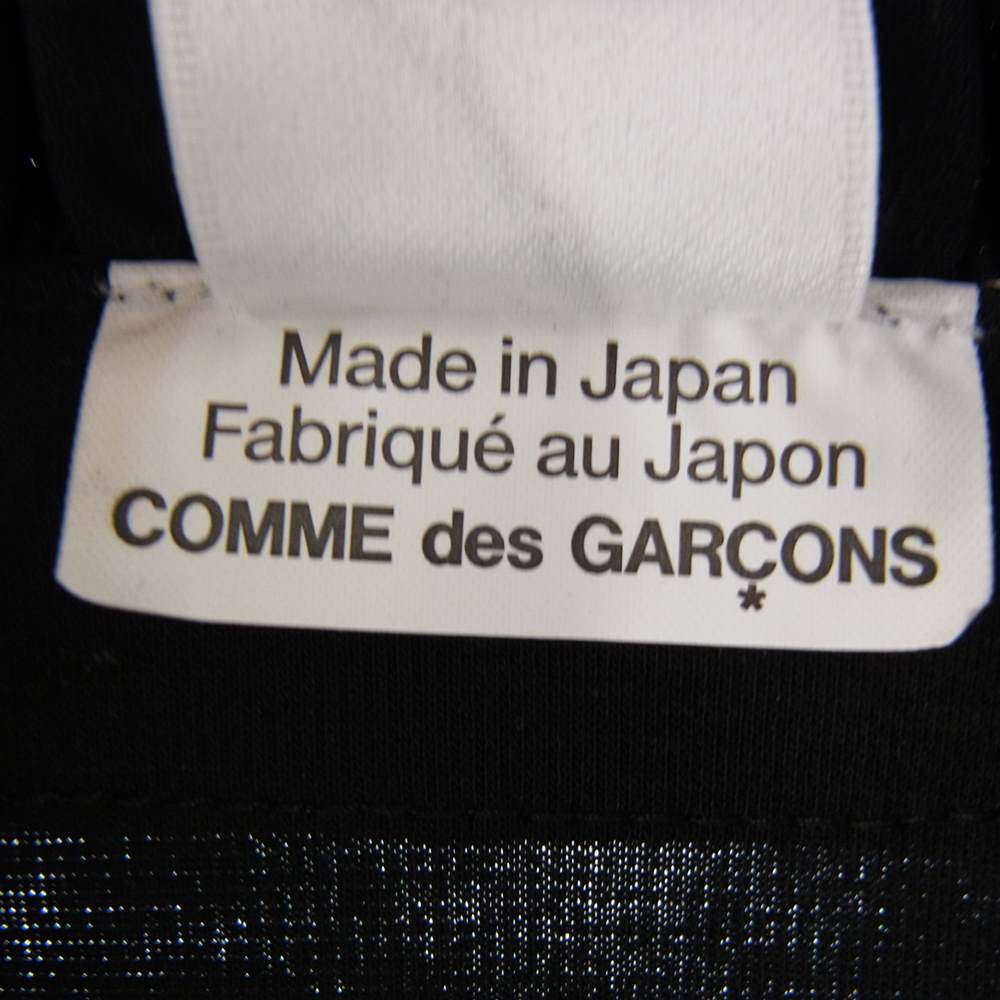 Made in Japan
Fabriqué au Japon
COMME des GARÇONS
*